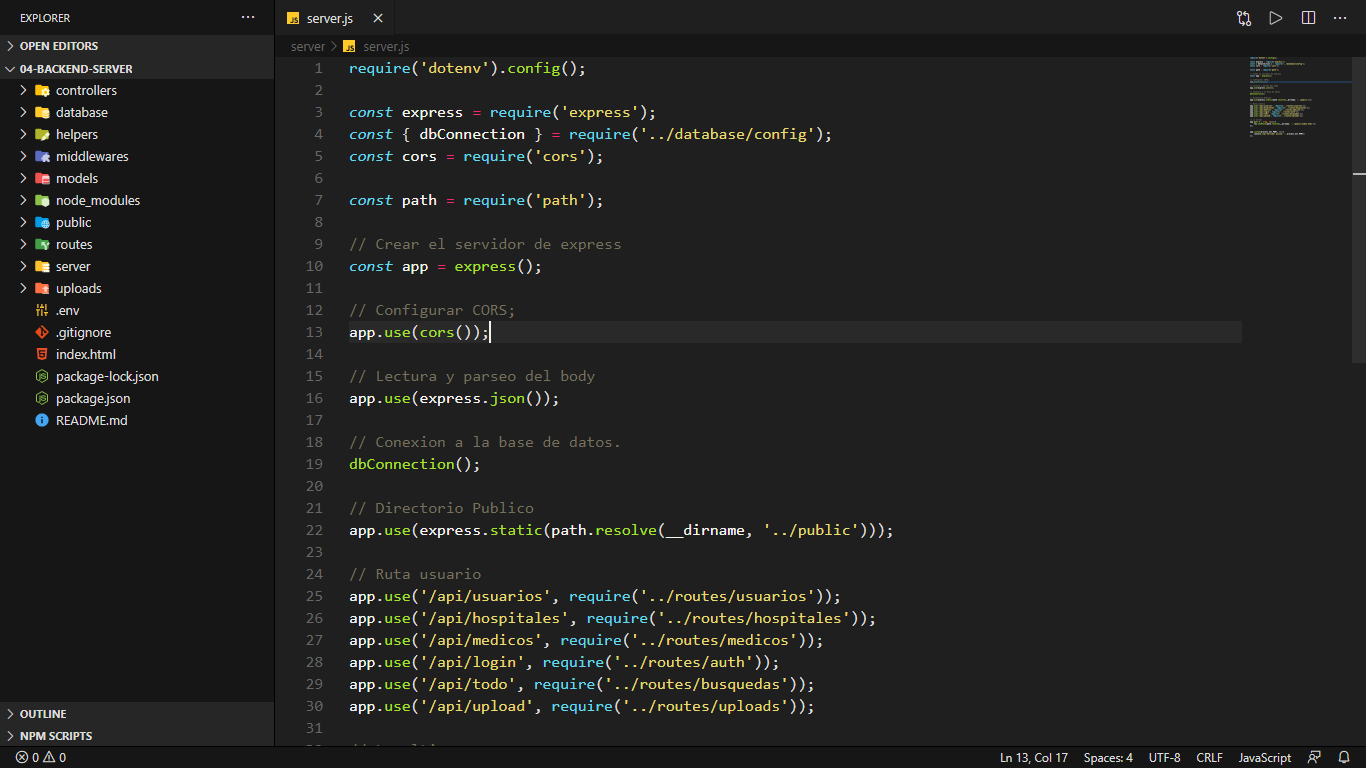 EXPLORER
OPEN EDITORS
04-BACKEND-SERVER
controllers
database
helpers
middlewares
models
node_modules
public
routes
server
uploads
.env
.gitignore
index.html
package-lock.json
package.json
README.md
OUTLINE
NPM SCRIPTS
JS server.js
server > JS server.js
1 require('dotenv').config();
2
3 const express = require('express');
4 const { dbConnection } = require('../database/config');
5 const cors = require('cors');
6
7 const path = require('path');
8
9 // Crear el servidor de express
10 const app = express();
11
12 // Configurar CORS;
13 app.use(cors());
14
15 // Lectura y parseo del body
16 app.use(express.json());
17
18 // Conexion a la base de datos.
19 dbConnection();
20
21 // Directorio Publico
22 app.use(express.static(path.resolve(__dirname, '../public')));
23
24 // Ruta usuario
25 app.use('/api/usuarios', require('../routes/usuarios'));
26 app.use('/api/hospitales', require('../routes/hospitales'));
27 app.use('/api/medicos', require('../routes/medicos'));
28 app.use('/api/login', require('../routes/auth'));
29 app.use('/api/todo', require('../routes/busquedas'));
30 app.use('/api/upload', require('../routes/uploads'));
31
0 0 Ln 13, Col 17 Spaces: 4 UTF-8 CRLF JavaScript